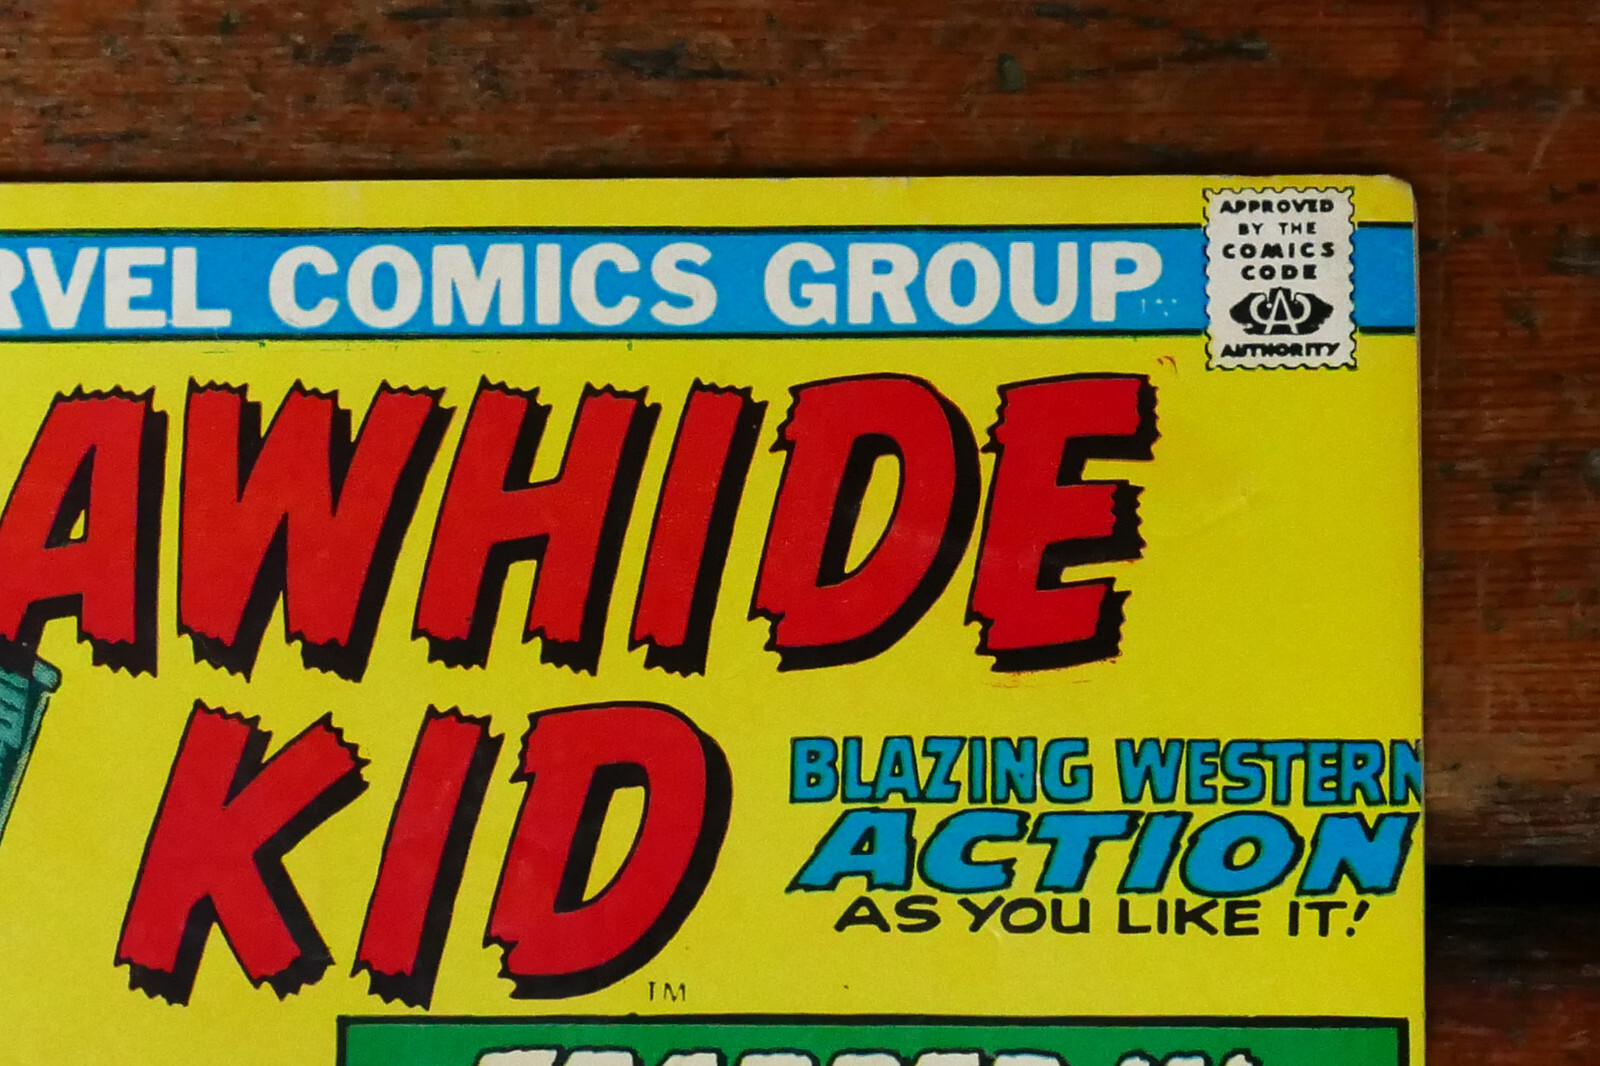 RVEL COMICS GROUP
APPROVED
BY THE
COMICS
CODE
A
AUTHORITY
AWHIDE
KID
TM
BLAZING WESTERN
ACTION
AS YOU LIKE IT!